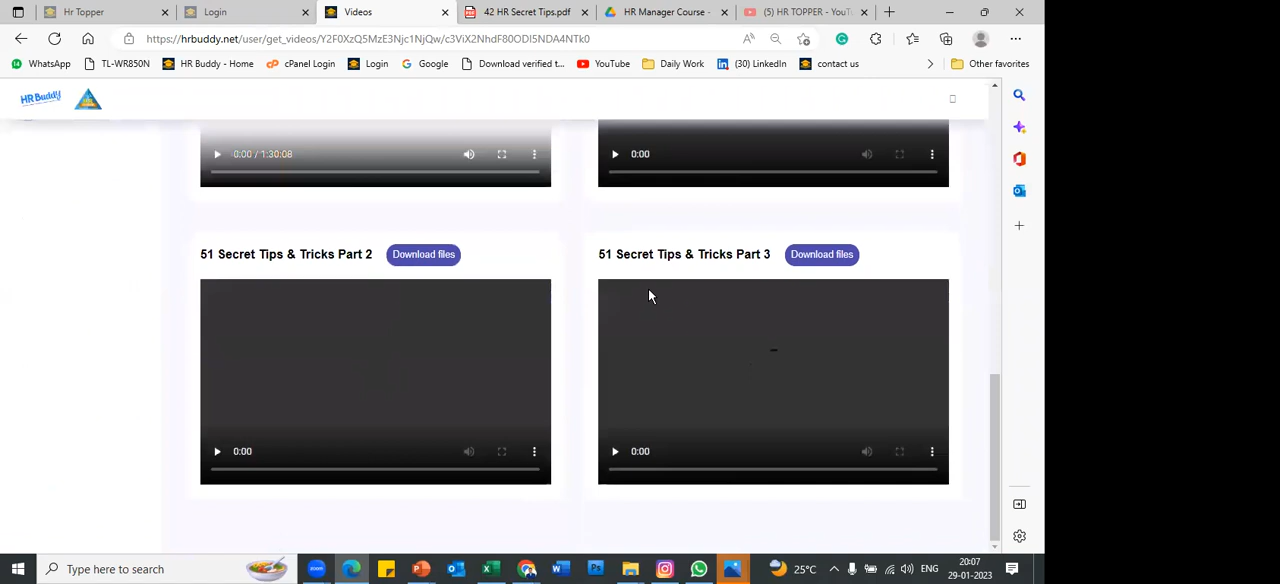 Hr Topper
Login
Videos
42 HR Secret Tips.pdf
HR Manager Course -
(5) HR TOPPER - YouTu
https://hrbuddy.net/user/get_videos/Y2F0XzQ5MzE3Njc1NjQw/c3ViX2NhdF80ODI5NDA4NTk0
WhatsApp
TL-WR850N
HR Buddy - Home
cPanel Login
Login
Google
Download verified t...
YouTube
Daily Work
(30) LinkedIn
contact us
Other favorites
HR Buddy
0:00 / 1:30:08
0:00
51 Secret Tips & Tricks Part 2
Download files
51 Secret Tips & Tricks Part 3
Download files
0:00
0:00
Type here to search
25°C
ENG
20:07
29-01-2023